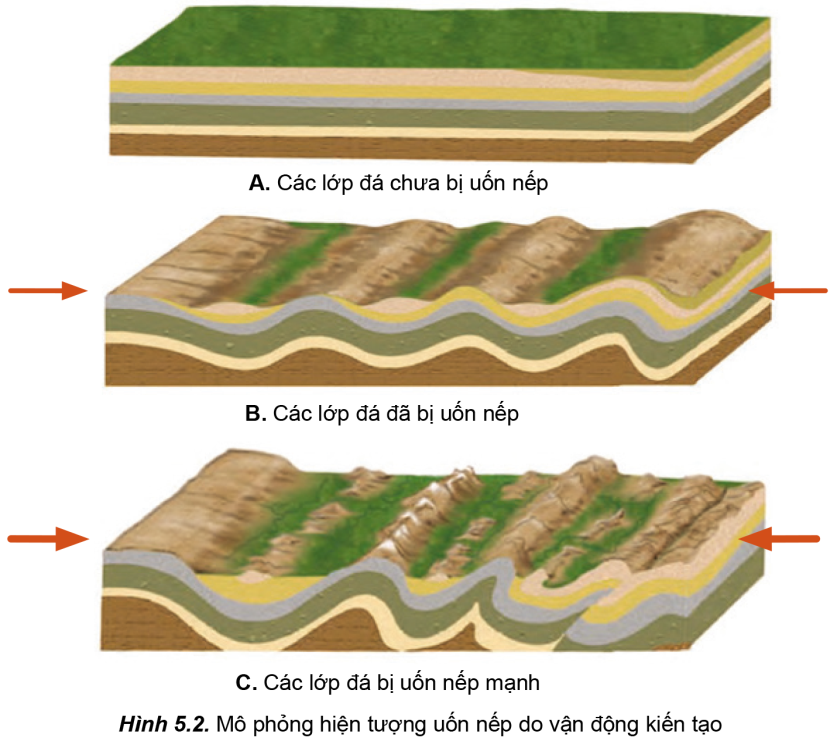 A. Các lớp đá chưa bị uốn nếp
B. Các lớp đá đã bị uốn nếp
C. Các lớp đá bị uốn nếp mạnh
Hình 5.2. Mô phỏng hiện tượng uốn nếp do vận động kiến tạo